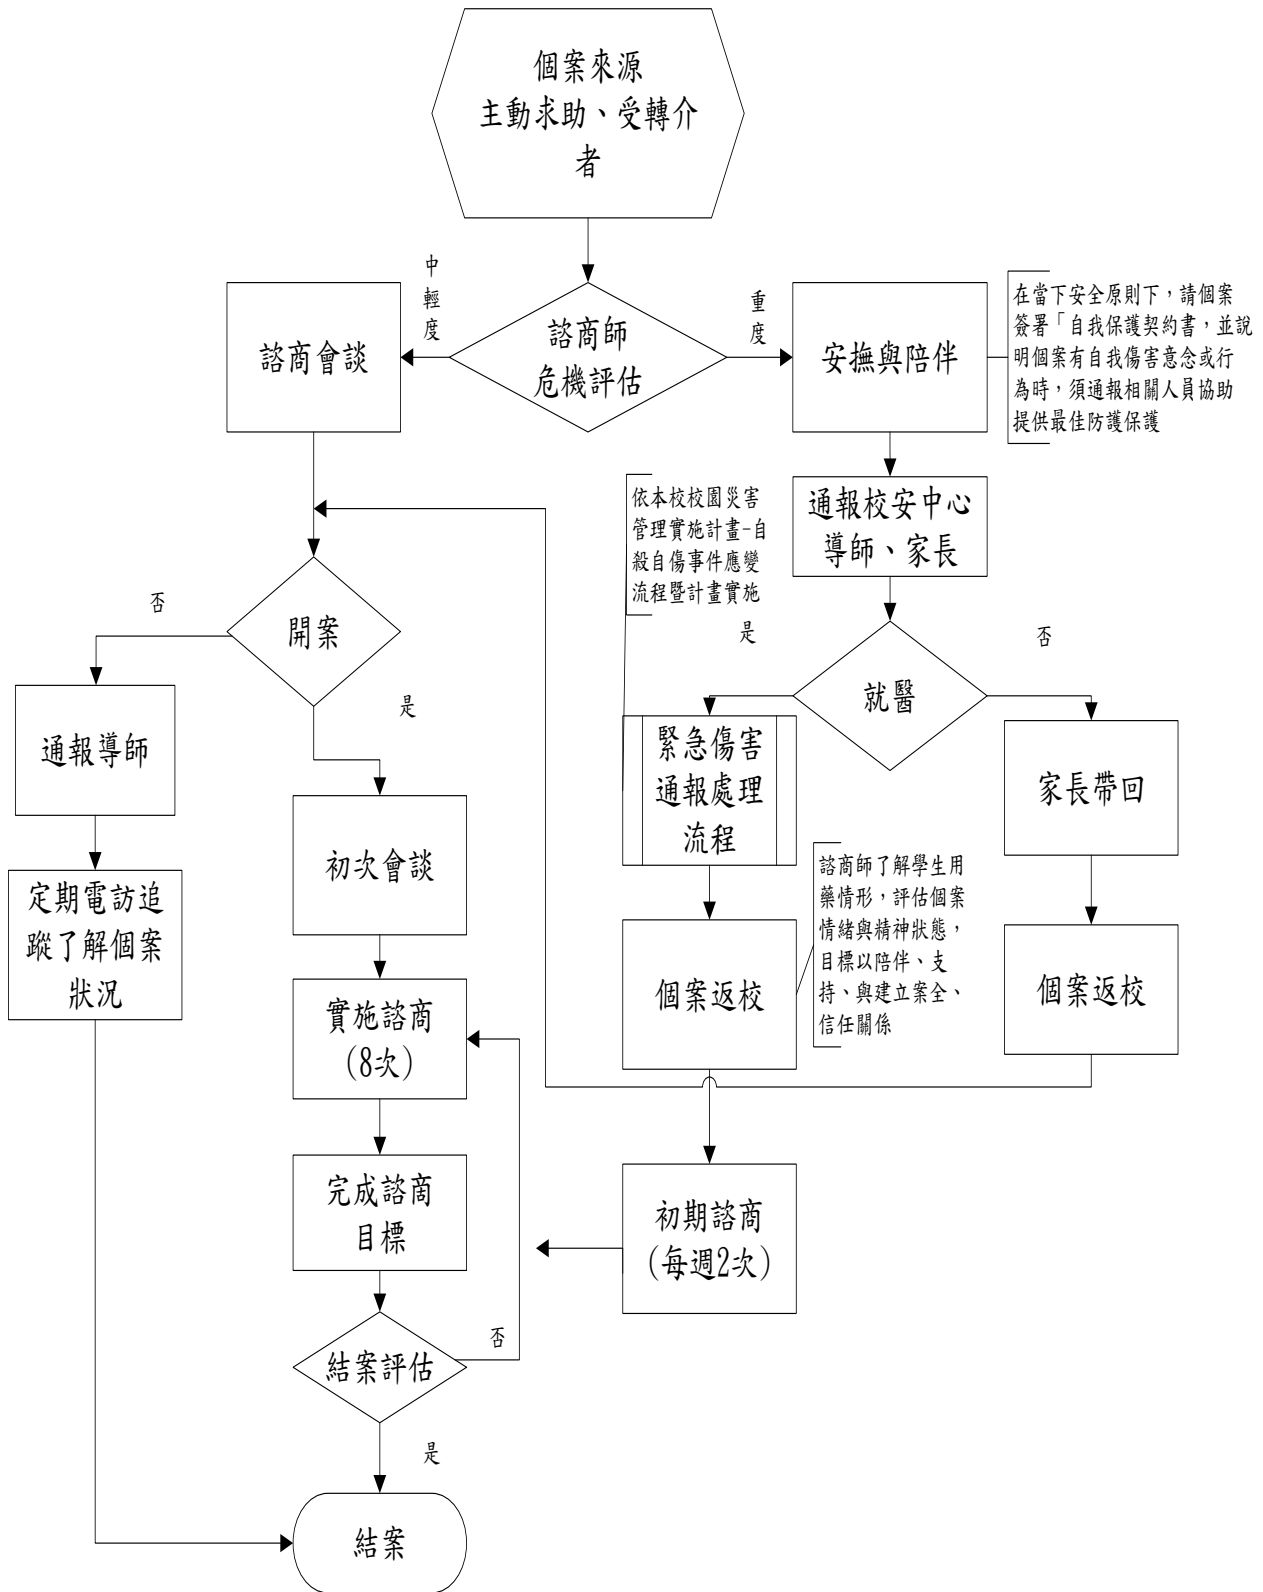 個案來源
主動求助、受轉介
者
中
輕
度
重
度
諮商會談
諮商師
危機評估
安撫與陪伴
在當下安全原則下，請個案
簽署「自我保護契約書，並說
明個案有自我傷害意念或行
為時，須通報相關人員協助
提供最佳防護保護
依本校校園災害
管理實施計畫-自
殺自傷事件應變
流程暨計畫實施
通報校安中心
導師、家長
否
開案
是
是
就醫
否
通報導師
緊急傷害
通報處理
流程
家長帶回
初次會談
定期電訪追
蹤了解個案
狀況
諮商師了解學生用
藥情形，評估個案
情緒與精神狀態，
目標以陪伴、支
持、與建立案全、
信任關係
個案返校
個案返校
實施諮商
(8次)
完成諮商
目標
初期諮商
(每週2次)
結案評估
否
是
結案